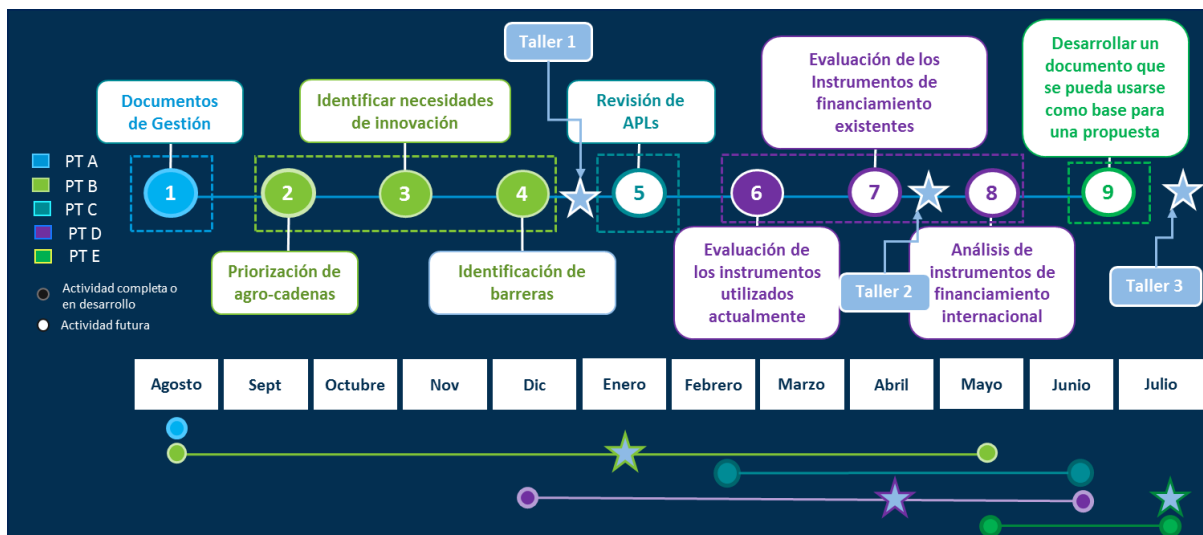 Taller 1
Documentos
de Gestión
Identificar necesidades
de innovación
Revisión de
APLs
Evaluación de los
Instrumentos de
financiamiento
existentes
Desarrollar un
documento que
se pueda usarse
como base para
una propuesta
PT A
PT B
PT C
PT D
PT E
Actividad completa o
en desarrollo
Actividad futura
1
2
3
4
5
6
7
8
9
Priorización de
agro-cadenas
Identificación de
barreras
Evaluación de
los instrumentos
utilizados
actualmente
Taller 2
Análisis de
instrumentos de
financiamiento
internacional
Taller 3
Agosto
Sept
Octubre
Nov
Dic
Enero
Febrero
Marzo
Abril
Mayo
Junio
Julio